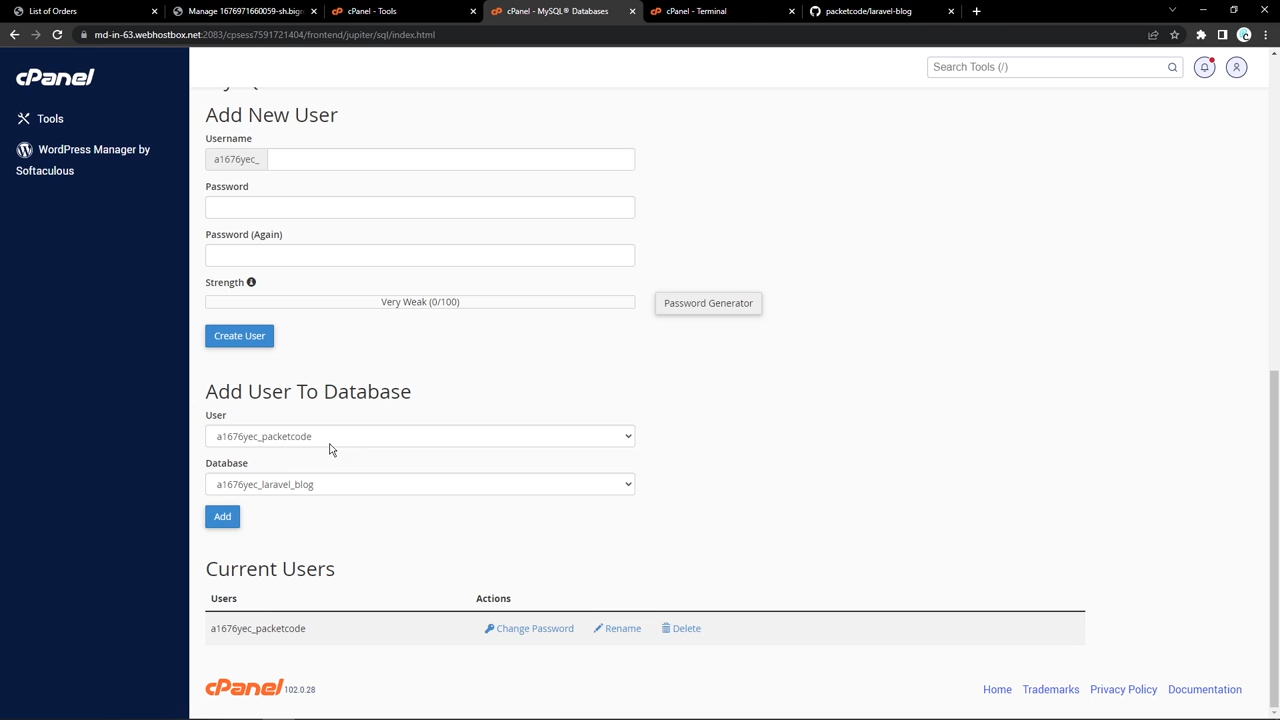 List of Orders
Manage 1676971660059-sh.bigro
cPanel - Tools
cPanel - MySQL® Databases
cPanel - Terminal
packetcode/laravel-blog
md-in-63.webhostbox.net:2083/cpsess7591721404/frontend/jupiter/sql/index.html
cPanel
Search Tools (/)
Tools
WordPress Manager by
Softaculous
Add New User
Username
a1676yec_
Password
Password (Again)
Strength
Very Weak (0/100)
Password Generator
Create User
Add User To Database
User
a1676yec_packetcode
Database
a1676yec_laravel_blog
Add
Current Users
Users Actions
a1676yec_packetcode Change Password Rename Delete
cPanel 102.0.28
Home Trademarks Privacy Policy Documentation